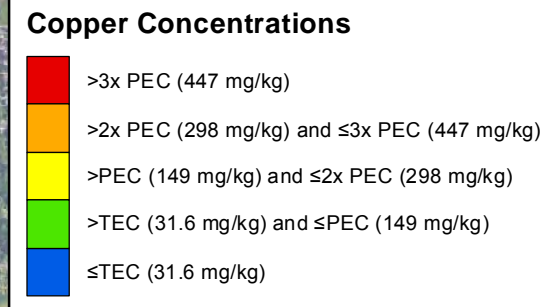 Copper Concentrations
>3x PEC (447 mg/kg)
>2x PEC (298 mg/kg) and ≤3x PEC (447 mg/kg)
>PEC (149 mg/kg) and ≤2x PEC (298 mg/kg)
>TEC (31.6 mg/kg) and ≤PEC (149 mg/kg)
≤TEC (31.6 mg/kg)